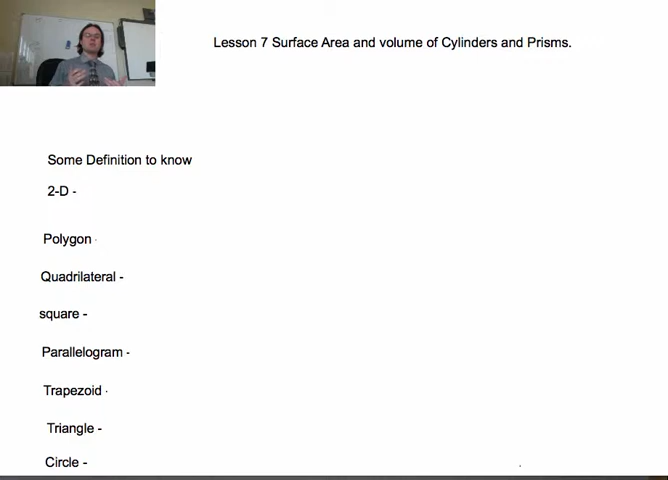 Lesson 7 Surface Area and volume of Cylinders and Prisms.
Some Definition to know
2-D -
Polygon -
Quadrilateral -
square -
Parallelogram -
Trapezoid -
Triangle -
Circle -